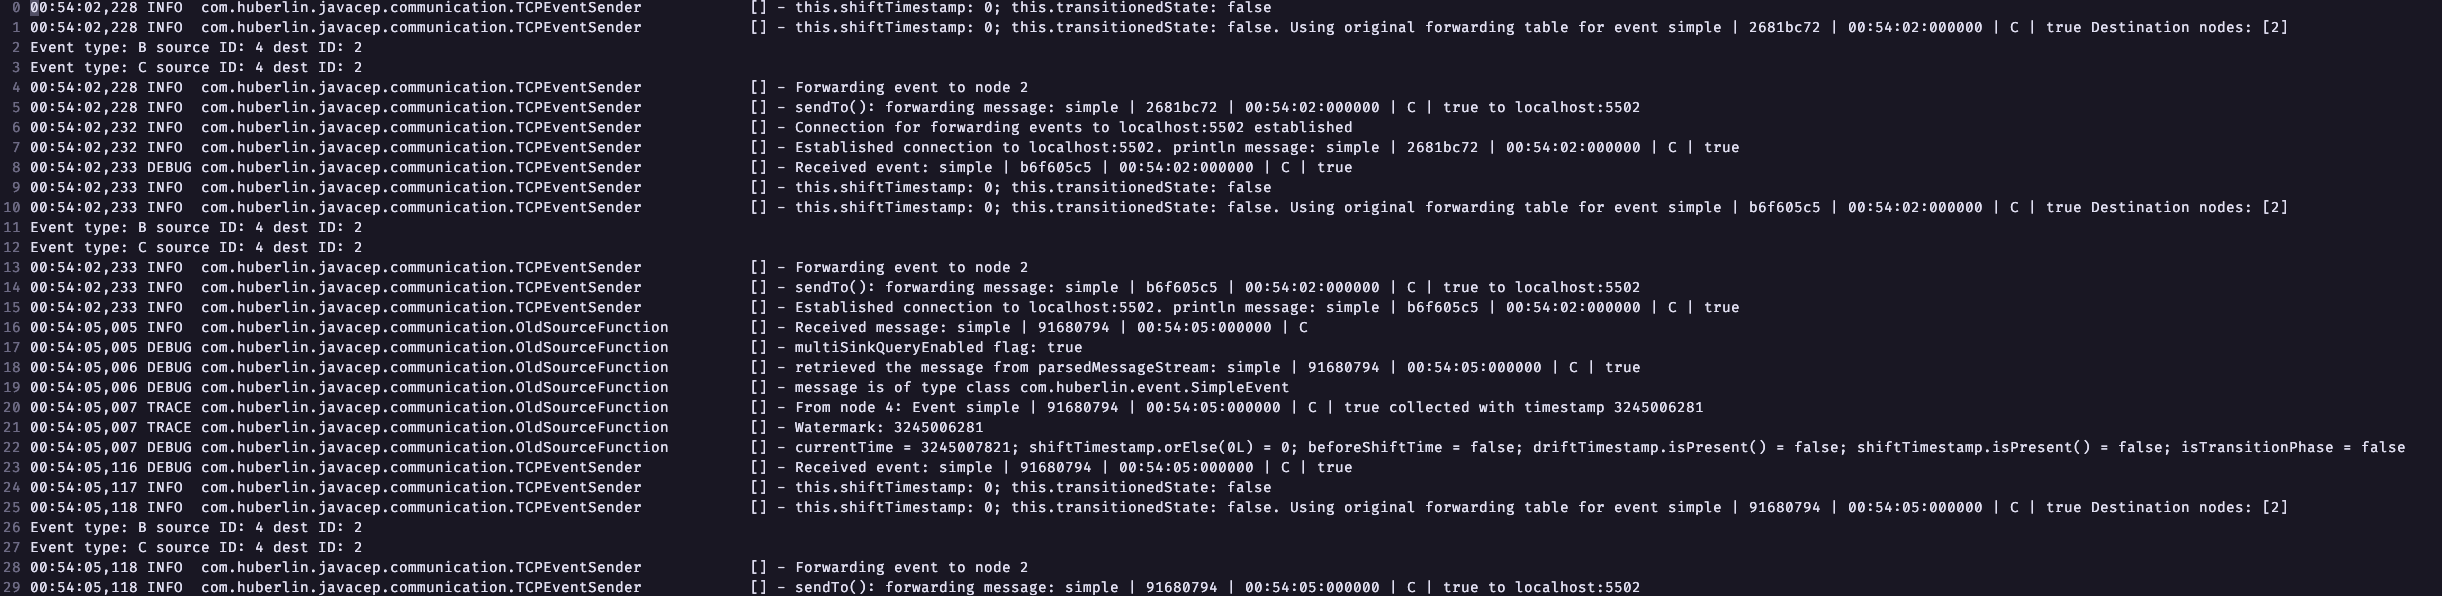 0 00:54:02,228 INFO  com.huberlin.javacep.communication.TCPEventSender            [] - this.shiftTimestamp: 0; this.transitionedState: false
1 00:54:02,228 INFO  com.huberlin.javacep.communication.TCPEventSender            [] - this.shiftTimestamp: 0; this.transitionedState: false. Using original forwarding table for event simple | 2681bc72 | 00:54:02:000000 | C | true Destination nodes: [2]
2 Event type: B source ID: 4 dest ID: 2
3 Event type: C source ID: 4 dest ID: 2
4 00:54:02,228 INFO  com.huberlin.javacep.communication.TCPEventSender            [] - Forwarding event to node 2
5 00:54:02,228 INFO  com.huberlin.javacep.communication.TCPEventSender            [] - sendTo(): forwarding message: simple | 2681bc72 | 00:54:02:000000 | C | true to localhost:5502
6 00:54:02,232 INFO  com.huberlin.javacep.communication.TCPEventSender            [] - Connection for forwarding events to localhost:5502 established
7 00:54:02,232 INFO  com.huberlin.javacep.communication.TCPEventSender            [] - Established connection to localhost:5502. println message: simple | 2681bc72 | 00:54:02:000000 | C | true
8 00:54:02,233 DEBUG com.huberlin.javacep.communication.TCPEventSender            [] - Received event: simple | b6f605c5 | 00:54:02:000000 | C | true
9 00:54:02,233 INFO  com.huberlin.javacep.communication.TCPEventSender            [] - this.shiftTimestamp: 0; this.transitionedState: false
10 00:54:02,233 INFO  com.huberlin.javacep.communication.TCPEventSender            [] - this.shiftTimestamp: 0; this.transitionedState: false. Using original forwarding table for event simple | b6f605c5 | 00:54:02:000000 | C | true Destination nodes: [2]
11 Event type: B source ID: 4 dest ID: 2
12 Event type: C source ID: 4 dest ID: 2
13 00:54:02,233 INFO  com.huberlin.javacep.communication.TCPEventSender            [] - Forwarding event to node 2
14 00:54:02,233 INFO  com.huberlin.javacep.communication.TCPEventSender            [] - sendTo(): forwarding message: simple | b6f605c5 | 00:54:02:000000 | C | true to localhost:5502
15 00:54:02,233 INFO  com.huberlin.javacep.communication.TCPEventSender            [] - Established connection to localhost:5502. println message: simple | b6f605c5 | 00:54:02:000000 | C | true
16 00:54:05,005 INFO  com.huberlin.javacep.communication.OldSourceFunction         [] - Received message: simple | 91680794 | 00:54:05:000000 | C
17 00:54:05,005 DEBUG com.huberlin.javacep.communication.OldSourceFunction         [] - multiSinkQueryEnabled flag: true
18 00:54:05,006 DEBUG com.huberlin.javacep.communication.OldSourceFunction         [] - retrieved the message from parsedMessageStream: simple | 91680794 | 00:54:05:000000 | C | true
19 00:54:05,006 DEBUG com.huberlin.javacep.communication.OldSourceFunction         [] - message is of type class com.huberlin.event.SimpleEvent
20 00:54:05,007 TRACE com.huberlin.javacep.communication.OldSourceFunction         [] - From node 4: Event simple | 91680794 | 00:54:05:000000 | C | true collected with timestamp 3245006281
21 00:54:05,007 TRACE com.huberlin.javacep.communication.OldSourceFunction         [] - Watermark: 3245006281
22 00:54:05,007 DEBUG com.huberlin.javacep.communication.OldSourceFunction         [] - currentTime = 3245007821; shiftTimestamp.orElse(0L) = 0; beforeShiftTime = false; driftTimestamp.isPresent() = false; shiftTimestamp.isPresent() = false; isTransitionPhase = false
23 00:54:05,116 DEBUG com.huberlin.javacep.communication.TCPEventSender            [] - Received event: simple | 91680794 | 00:54:05:000000 | C | true
24 00:54:05,117 INFO  com.huberlin.javacep.communication.TCPEventSender            [] - this.shiftTimestamp: 0; this.transitionedState: false
25 00:54:05,118 INFO  com.huberlin.javacep.communication.TCPEventSender            [] - this.shiftTimestamp: 0; this.transitionedState: false. Using original forwarding table for event simple | 91680794 | 00:54:05:000000 | C | true Destination nodes: [2]
26 Event type: B source ID: 4 dest ID: 2
27 Event type: C source ID: 4 dest ID: 2
28 00:54:05,118 INFO  com.huberlin.javacep.communication.TCPEventSender            [] - Forwarding event to node 2
29 00:54:05,118 INFO  com.huberlin.javacep.communication.TCPEventSender            [] - sendTo(): forwarding message: simple | 91680794 | 00:54:05:000000 | C | true to localhost:5502